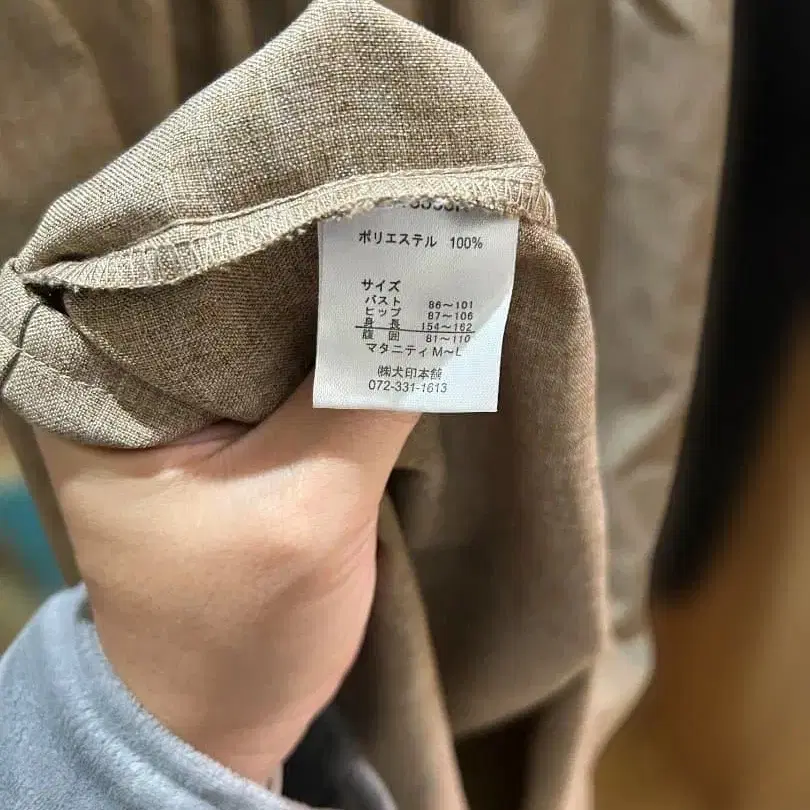 ポリエステル 100%
サイズ
バスト 86～101
ヒップ 87～106
身長 154～162
腹囲 81～110
マタニティM～L
㈱犬印本舗
072-331-1613